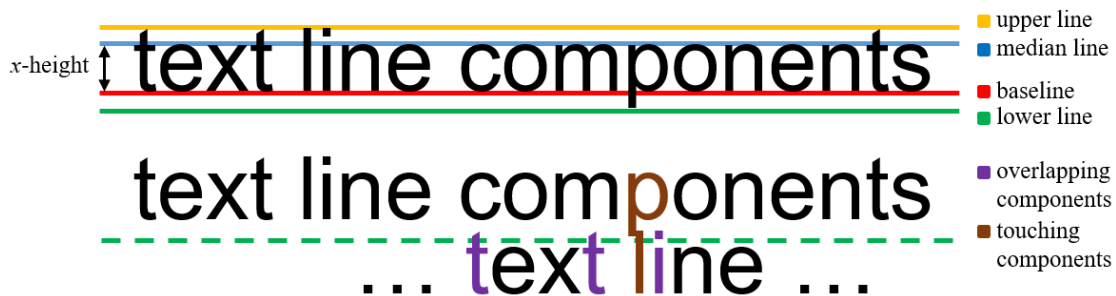 upper line
median line
x-height
text line components
baseline
lower line
text line components
overlapping components
touching components
... text line ...